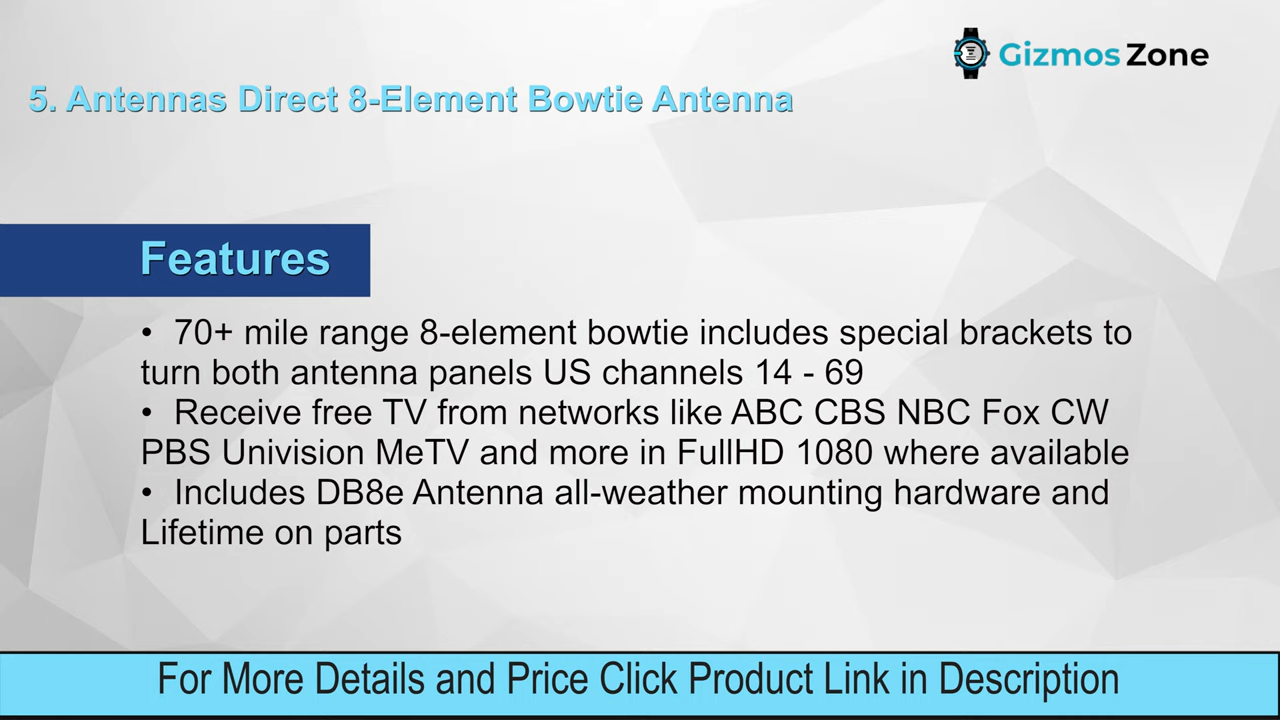 Gizmos Zone
5. Antennas Direct 8-Element Bowtie Antenna
Features
• 70+ mile range 8-element bowtie includes special brackets to
turn both antenna panels US channels 14 - 69
• Receive free TV from networks like ABC CBS NBC Fox CW
PBS Univision MeTV and more in FullHD 1080 where available
• Includes DB8e Antenna all-weather mounting hardware and
Lifetime on parts
For More Details and Price Click Product Link in Description